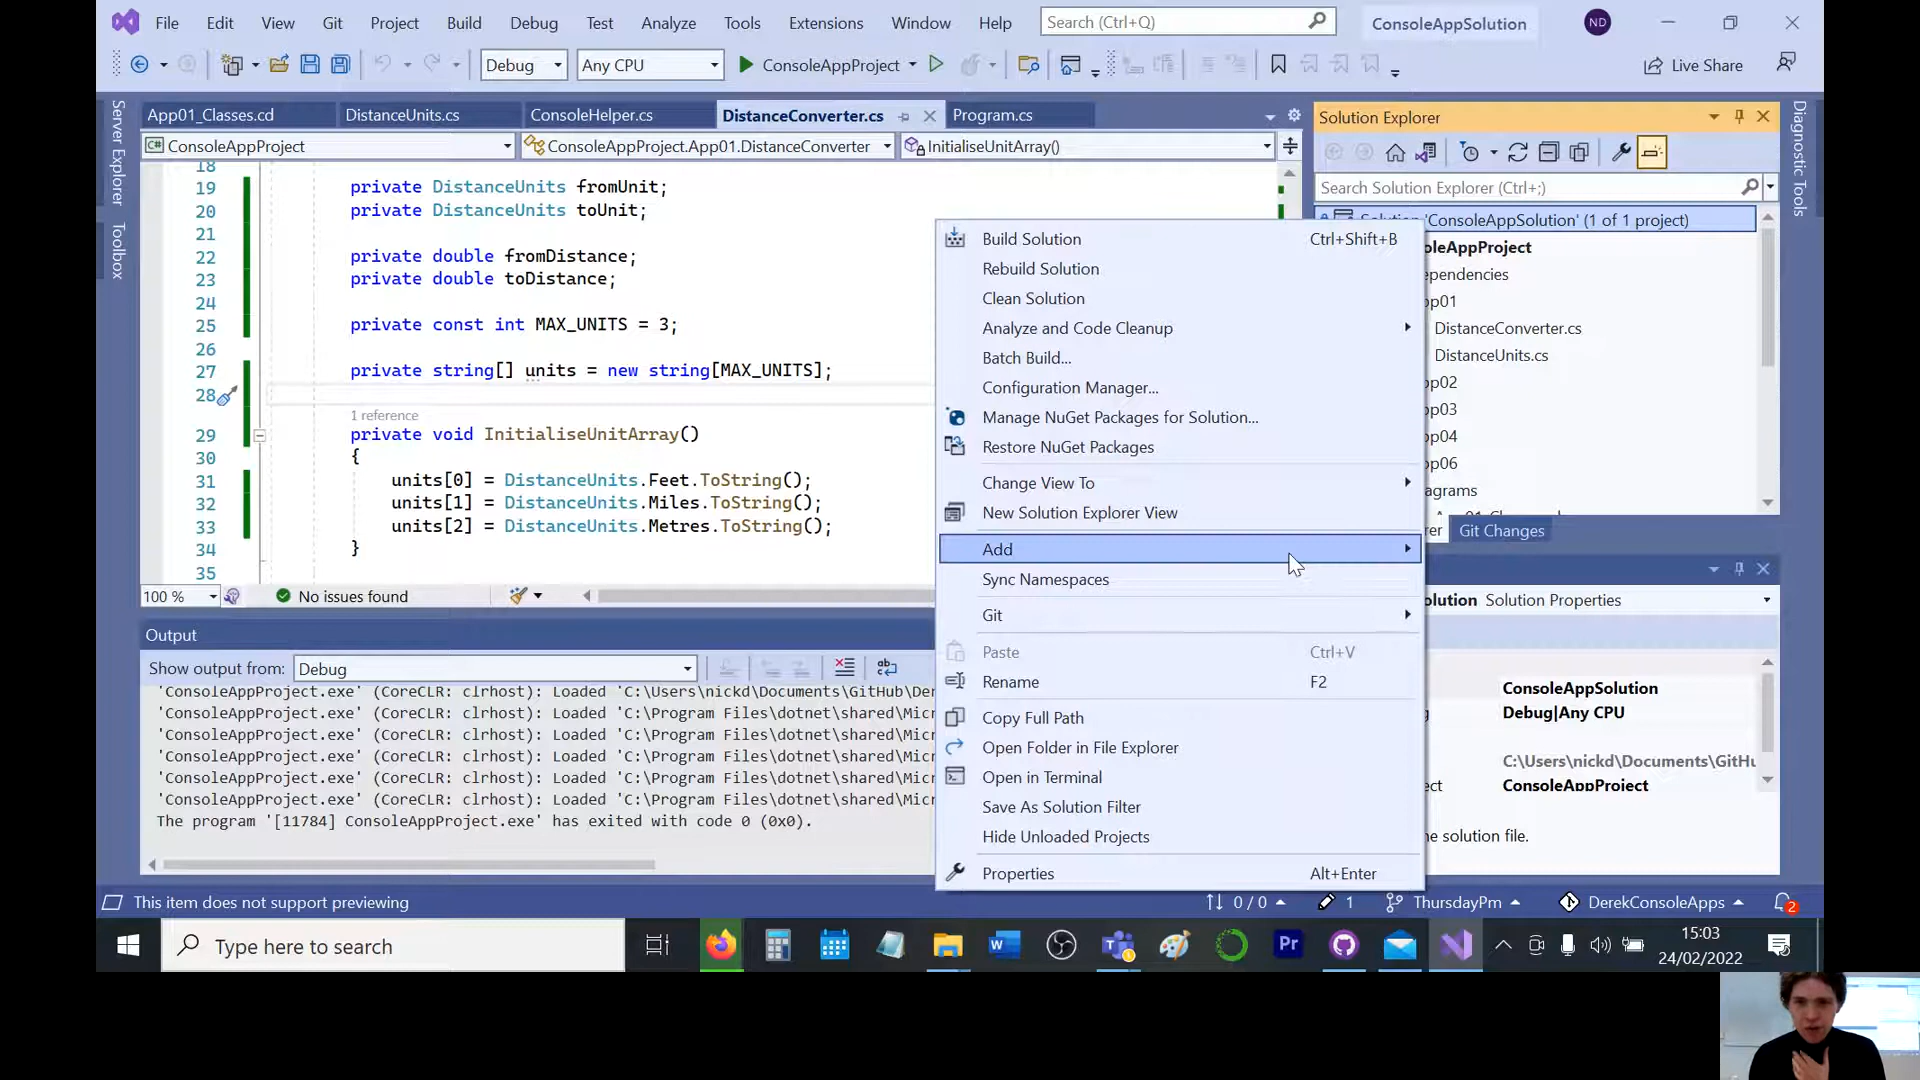 File Edit View Git Project Build Debug Test Analyze Tools Extensions Window Help Search (Ctrl+Q) ConsoleAppSolution ND
Debug Any CPU ConsoleAppProject Live Share
App01_Classes.cd DistanceUnits.cs ConsoleHelper.cs DistanceConverter.cs Program.cs
ConsoleAppProject ConsoleAppProject.App01.DistanceConverter InitialiseUnitArray()
Server Explorer
Toolbox
18
19 private DistanceUnits fromUnit;
20 private DistanceUnits toUnit;
21
22 private double fromDistance;
23 private double toDistance;
24
25 private const int MAX_UNITS = 3;
26
27 private string[] units = new string[MAX_UNITS];
28
1 reference
29 private void InitialiseUnitArray()
30 {
31 units[0] = DistanceUnits.Feet.ToString();
32 units[1] = DistanceUnits.Miles.ToString();
33 units[2] = DistanceUnits.Metres.ToString();
34 }
35
100 % No issues found
Output
Show output from: Debug
'ConsoleAppProject.exe' (CoreCLR: clrhost): Loaded 'C:\Users\nickd\Documents\GitHub\De
'ConsoleAppProject.exe' (CoreCLR: clrhost): Loaded 'C:\Program Files\dotnet\shared\Mic
'ConsoleAppProject.exe' (CoreCLR: clrhost): Loaded 'C:\Program Files\dotnet\shared\Mic
'ConsoleAppProject.exe' (CoreCLR: clrhost): Loaded 'C:\Program Files\dotnet\shared\Mic
'ConsoleAppProject.exe' (CoreCLR: clrhost): Loaded 'C:\Program Files\dotnet\shared\Mic
'ConsoleAppProject.exe' (CoreCLR: clrhost): Loaded 'C:\Program Files\dotnet\shared\Mic
The program '[11784] ConsoleAppProject.exe' has exited with code 0 (0x0).
Build Solution Ctrl+Shift+B
Rebuild Solution
Clean Solution
Analyze and Code Cleanup
Batch Build...
Configuration Manager...
Manage NuGet Packages for Solution...
Restore NuGet Packages
Change View To
New Solution Explorer View
Add
Sync Namespaces
Git
Paste Ctrl+V
Rename F2
Copy Full Path
Open Folder in File Explorer
Open in Terminal
Save As Solution Filter
Hide Unloaded Projects
Properties Alt+Enter
Solution Explorer
Search Solution Explorer (Ctrl+;)
Solution 'ConsoleAppSolution' (1 of 1 project)
oleAppProject
ependencies
p01
DistanceConverter.cs
DistanceUnits.cs
p02
p03
p04
p06
agrams
rer Git Changes
olution Solution Properties
ConsoleAppSolution
g Debug|Any CPU
C:\Users\nickd\Documents\GitHu
ct ConsoleAppProject
he solution file.
Diagnostic Tools
This item does not support previewing 0 / 0 1 ThursdayPm DerekConsoleApps 2
Type here to search
W
Pr
15:03
24/02/2022